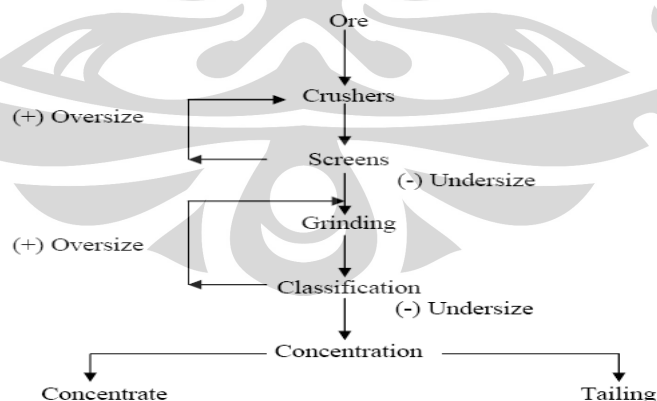 Ore
Crushers
(+) Oversize
Screens
(-) Undersize
Grinding
(+) Oversize
Classification
(-) Undersize
Concentration
Concentrate
Tailing